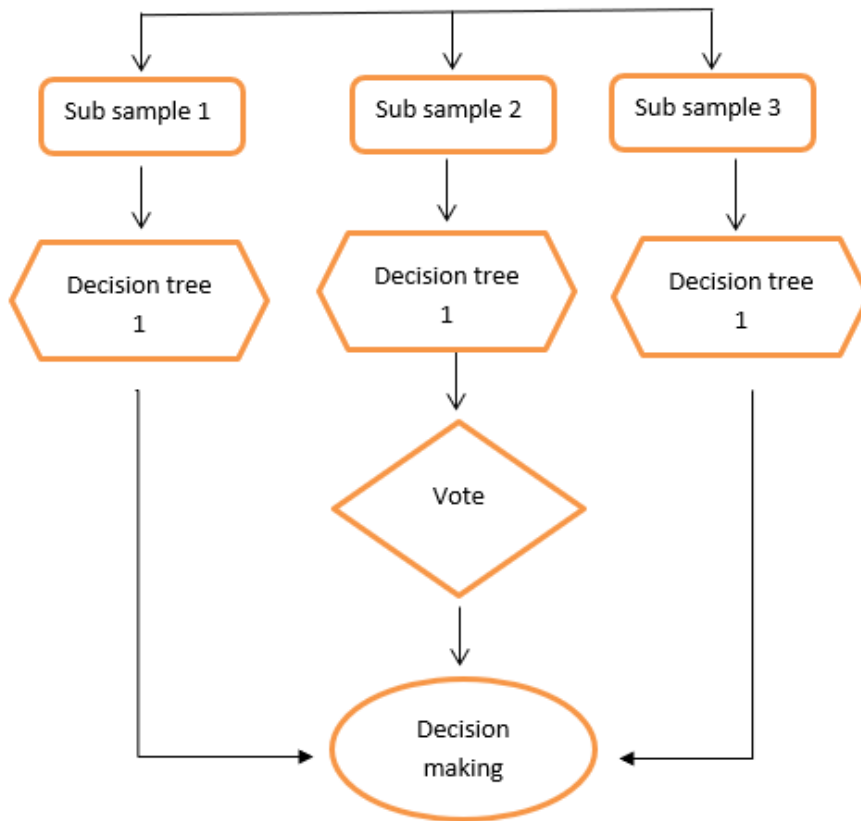 Sub sample 1
Sub sample 2
Sub sample 3
Decision tree
1
Decision tree
1
Decision tree
1
Vote
Decision
making